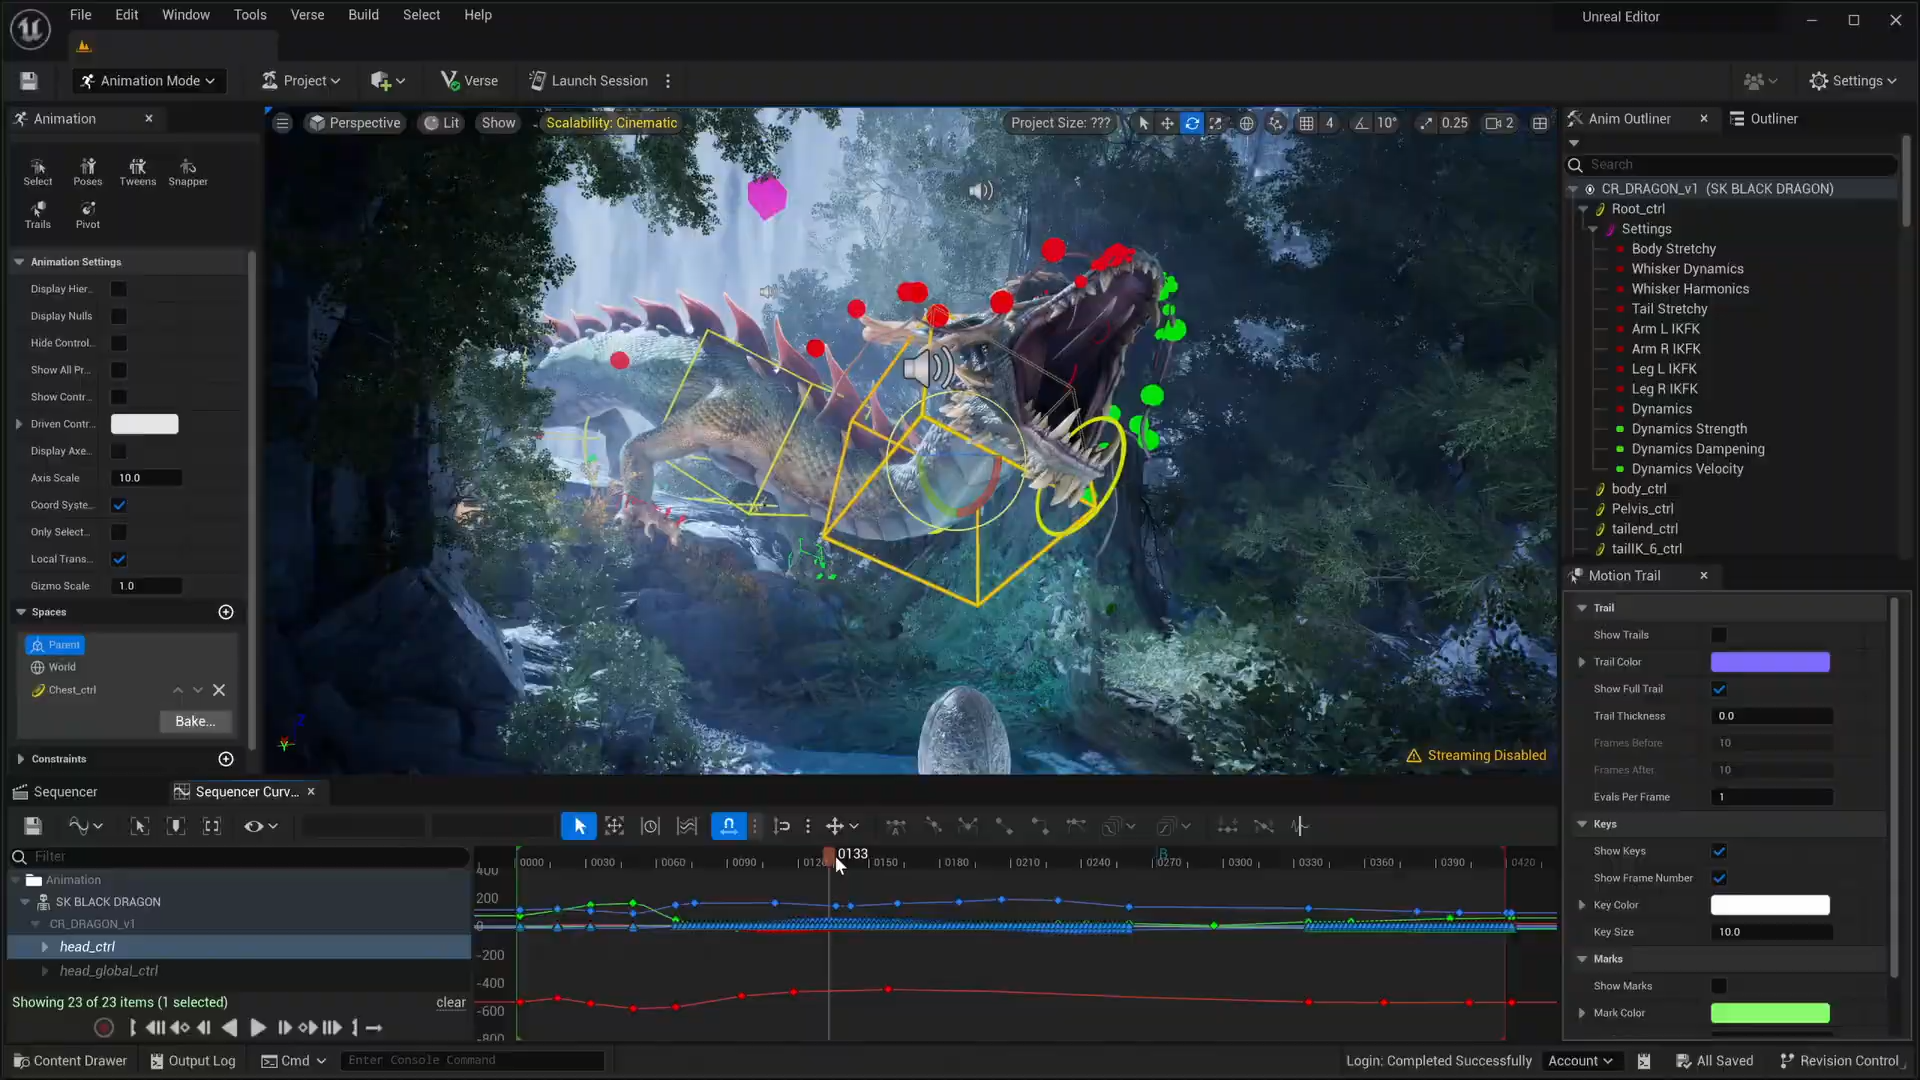 File Edit Window Tools Verse Build Select Help
Unreal Editor
Animation Mode
Project
Verse
Launch Session
Settings
Animation
Perspective
Lit
Show
Scalability: Cinematic
Project Size: ???
4
10°
0.25
2
Select Poses Tweens Snapper
Trails Pivot
Animation Settings
Display Hier..
Display Nulls
Hide Control..
Show All Pr..
Show Contr..
Driven Contr..
Display Axe..
Axis Scale 10.0
Coord Syste..
Only Select..
Local Trans..
Gizmo Scale 1.0
Spaces
Parent
World
Chest_ctrl
Bake...
Constraints
Streaming Disabled
Anim Outliner
Outliner
Search
CR_DRAGON_v1 (SK BLACK DRAGON)
Root_ctrl
Settings
Body Stretchy
Whisker Dynamics
Whisker Harmonics
Tail Stretchy
Arm L IKFK
Arm R IKFK
Leg L IKFK
Leg R IKFK
Dynamics
Dynamics Strength
Dynamics Dampening
Dynamics Velocity
body_ctrl
Pelvis_ctrl
tailend_ctrl
tailIK_6_ctrl
Motion Trail
Trail
Show Trails
Trail Color
Show Full Trail
Trail Thickness 0.0
Frames Before 10
Frames After 10
Evals Per Frame 1
Keys
Show Keys
Show Frame Number
Key Color
Key Size 10.0
Marks
Show Marks
Mark Color
Sequencer
Sequencer Curv...
Filter
Animation
SK BLACK DRAGON
CR_DRAGON_v1
head_ctrl
head_global_ctrl
Showing 23 of 23 items (1 selected)
clear
0133
0000 0030 0060 0090 0120 0150 0180 0210 0240 0270 0300 0330 0360 0390 0420
B
400
200
0
-200
-400
-600
-800
Content Drawer
Output Log
Cmd
Enter Console Command
Login: Completed Successfully
Account
All Saved
Revision Control